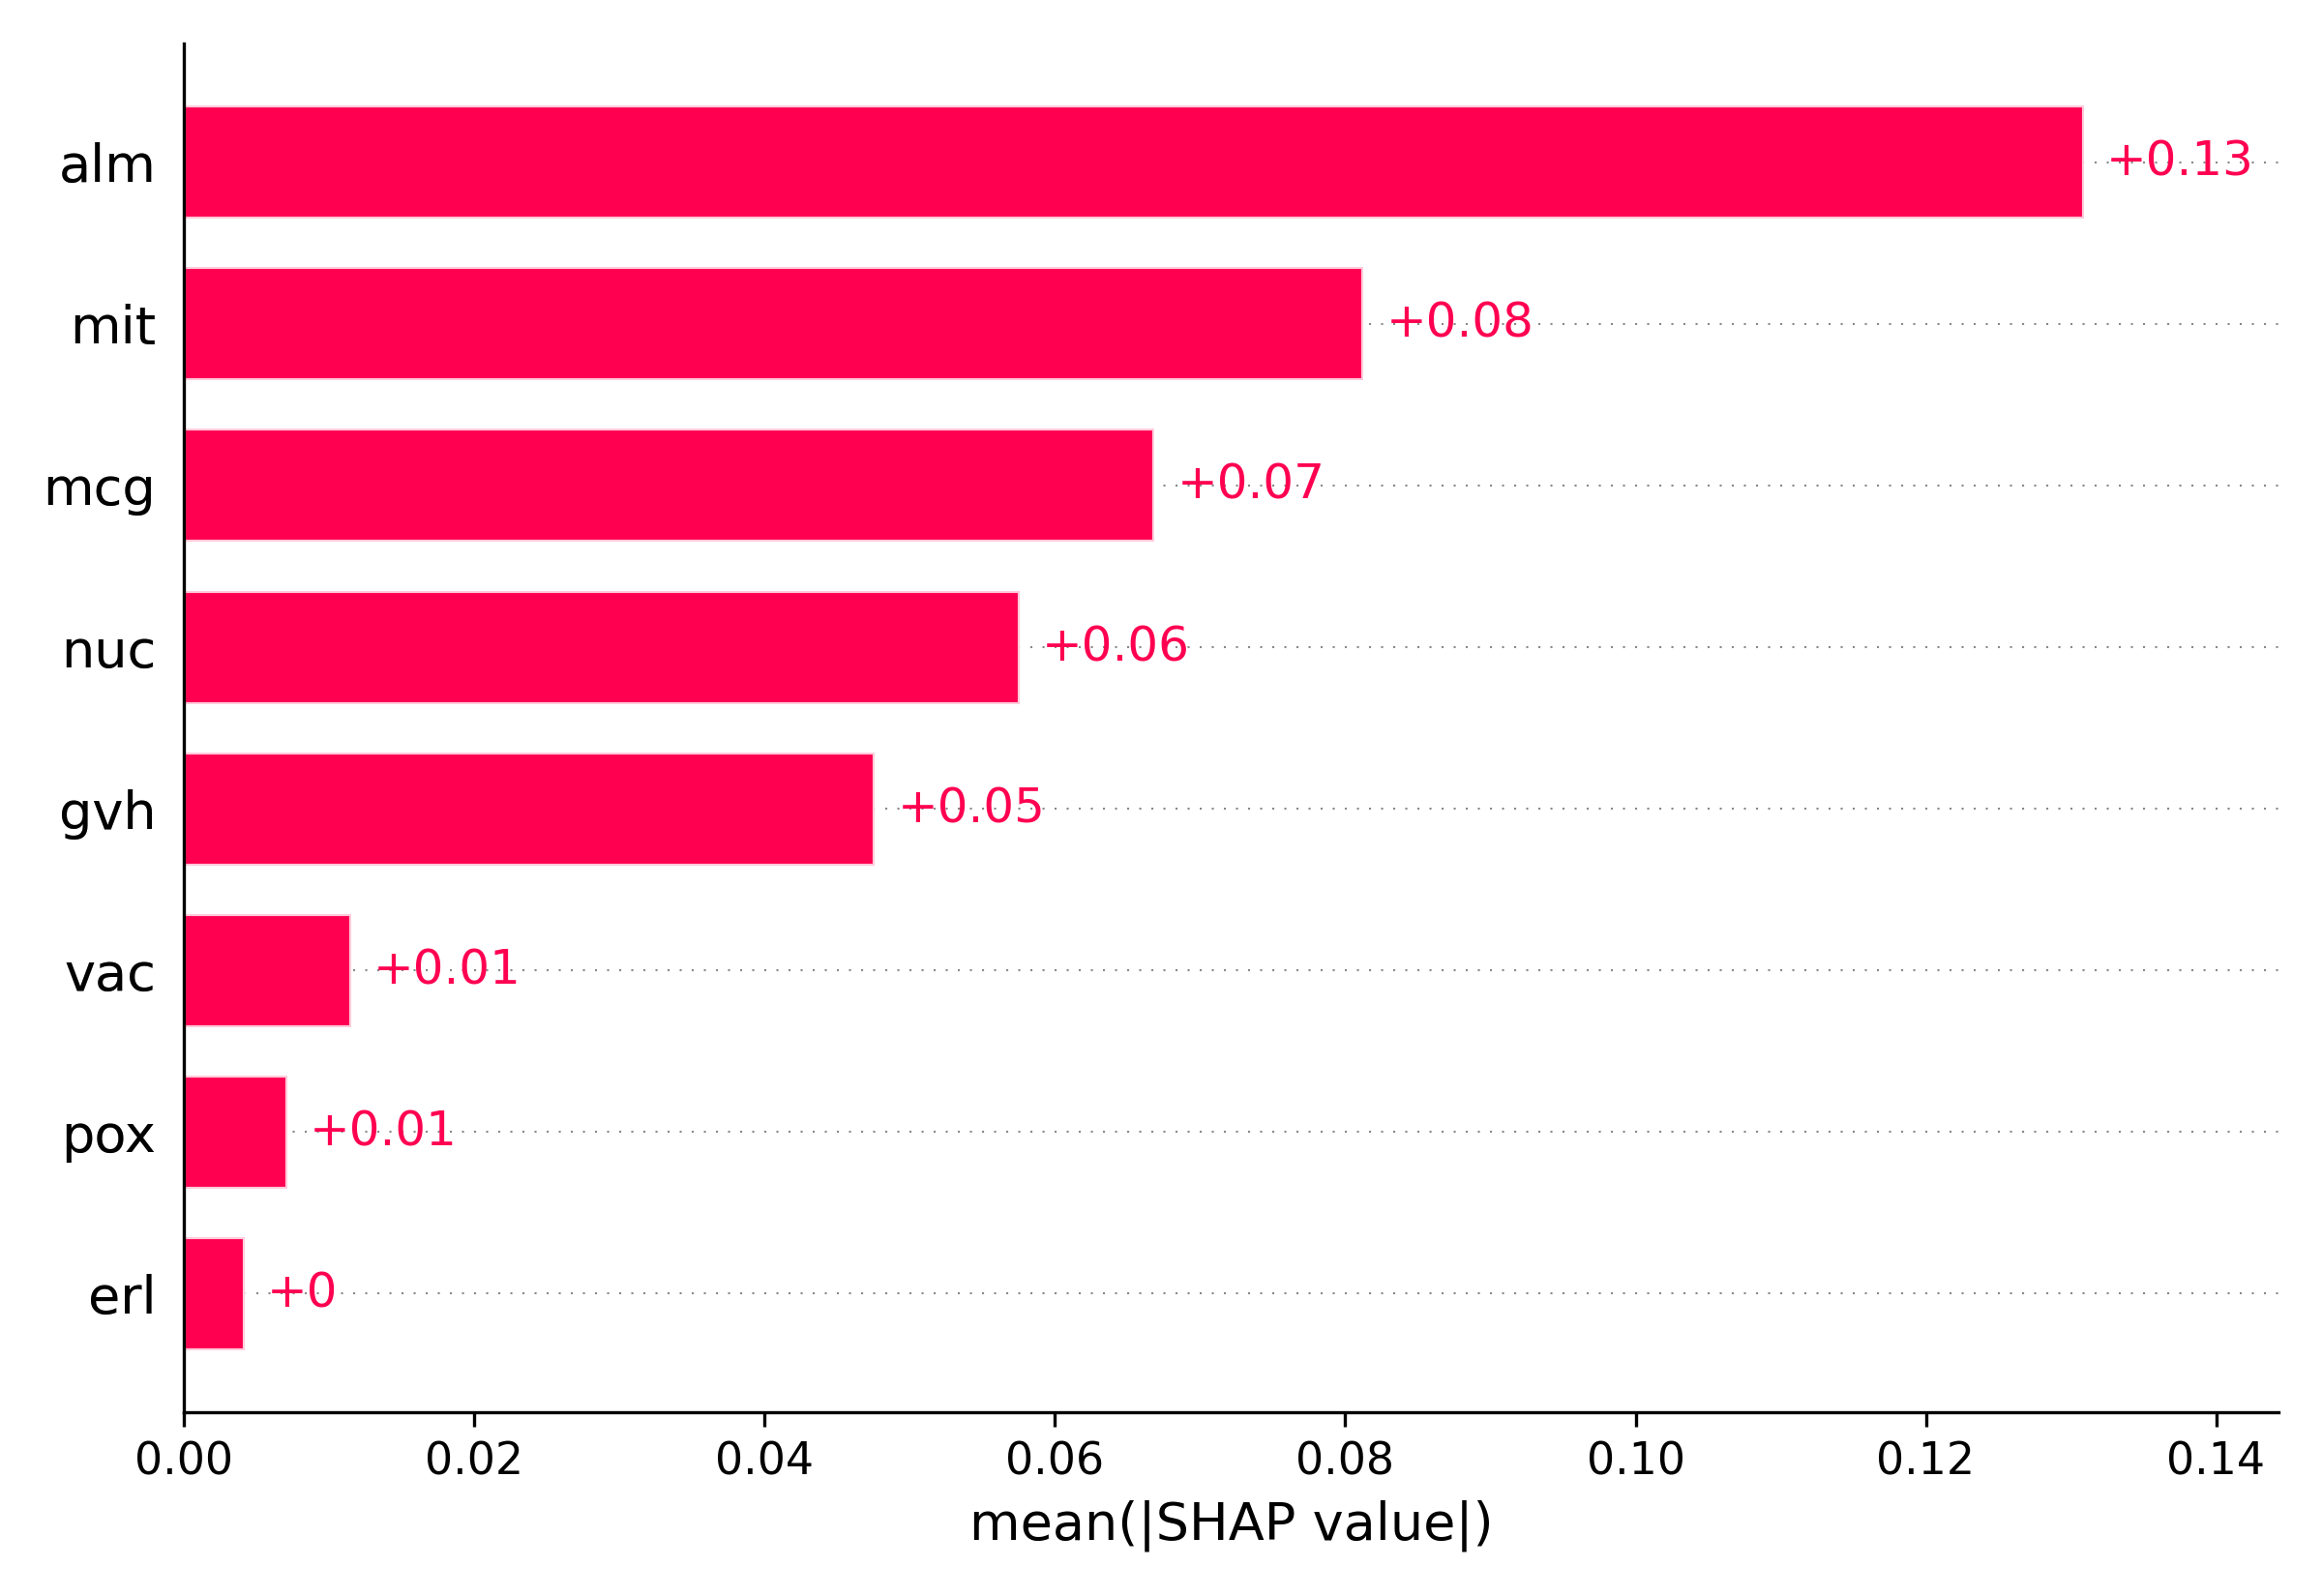 alm +0.13
mit +0.08
mcg +0.07
nuc +0.06
gvh +0.05
vac +0.01
pox +0.01
erl +0
0.00 0.02 0.04 0.06 0.08 0.10 0.12 0.14
mean(|SHAP value|)